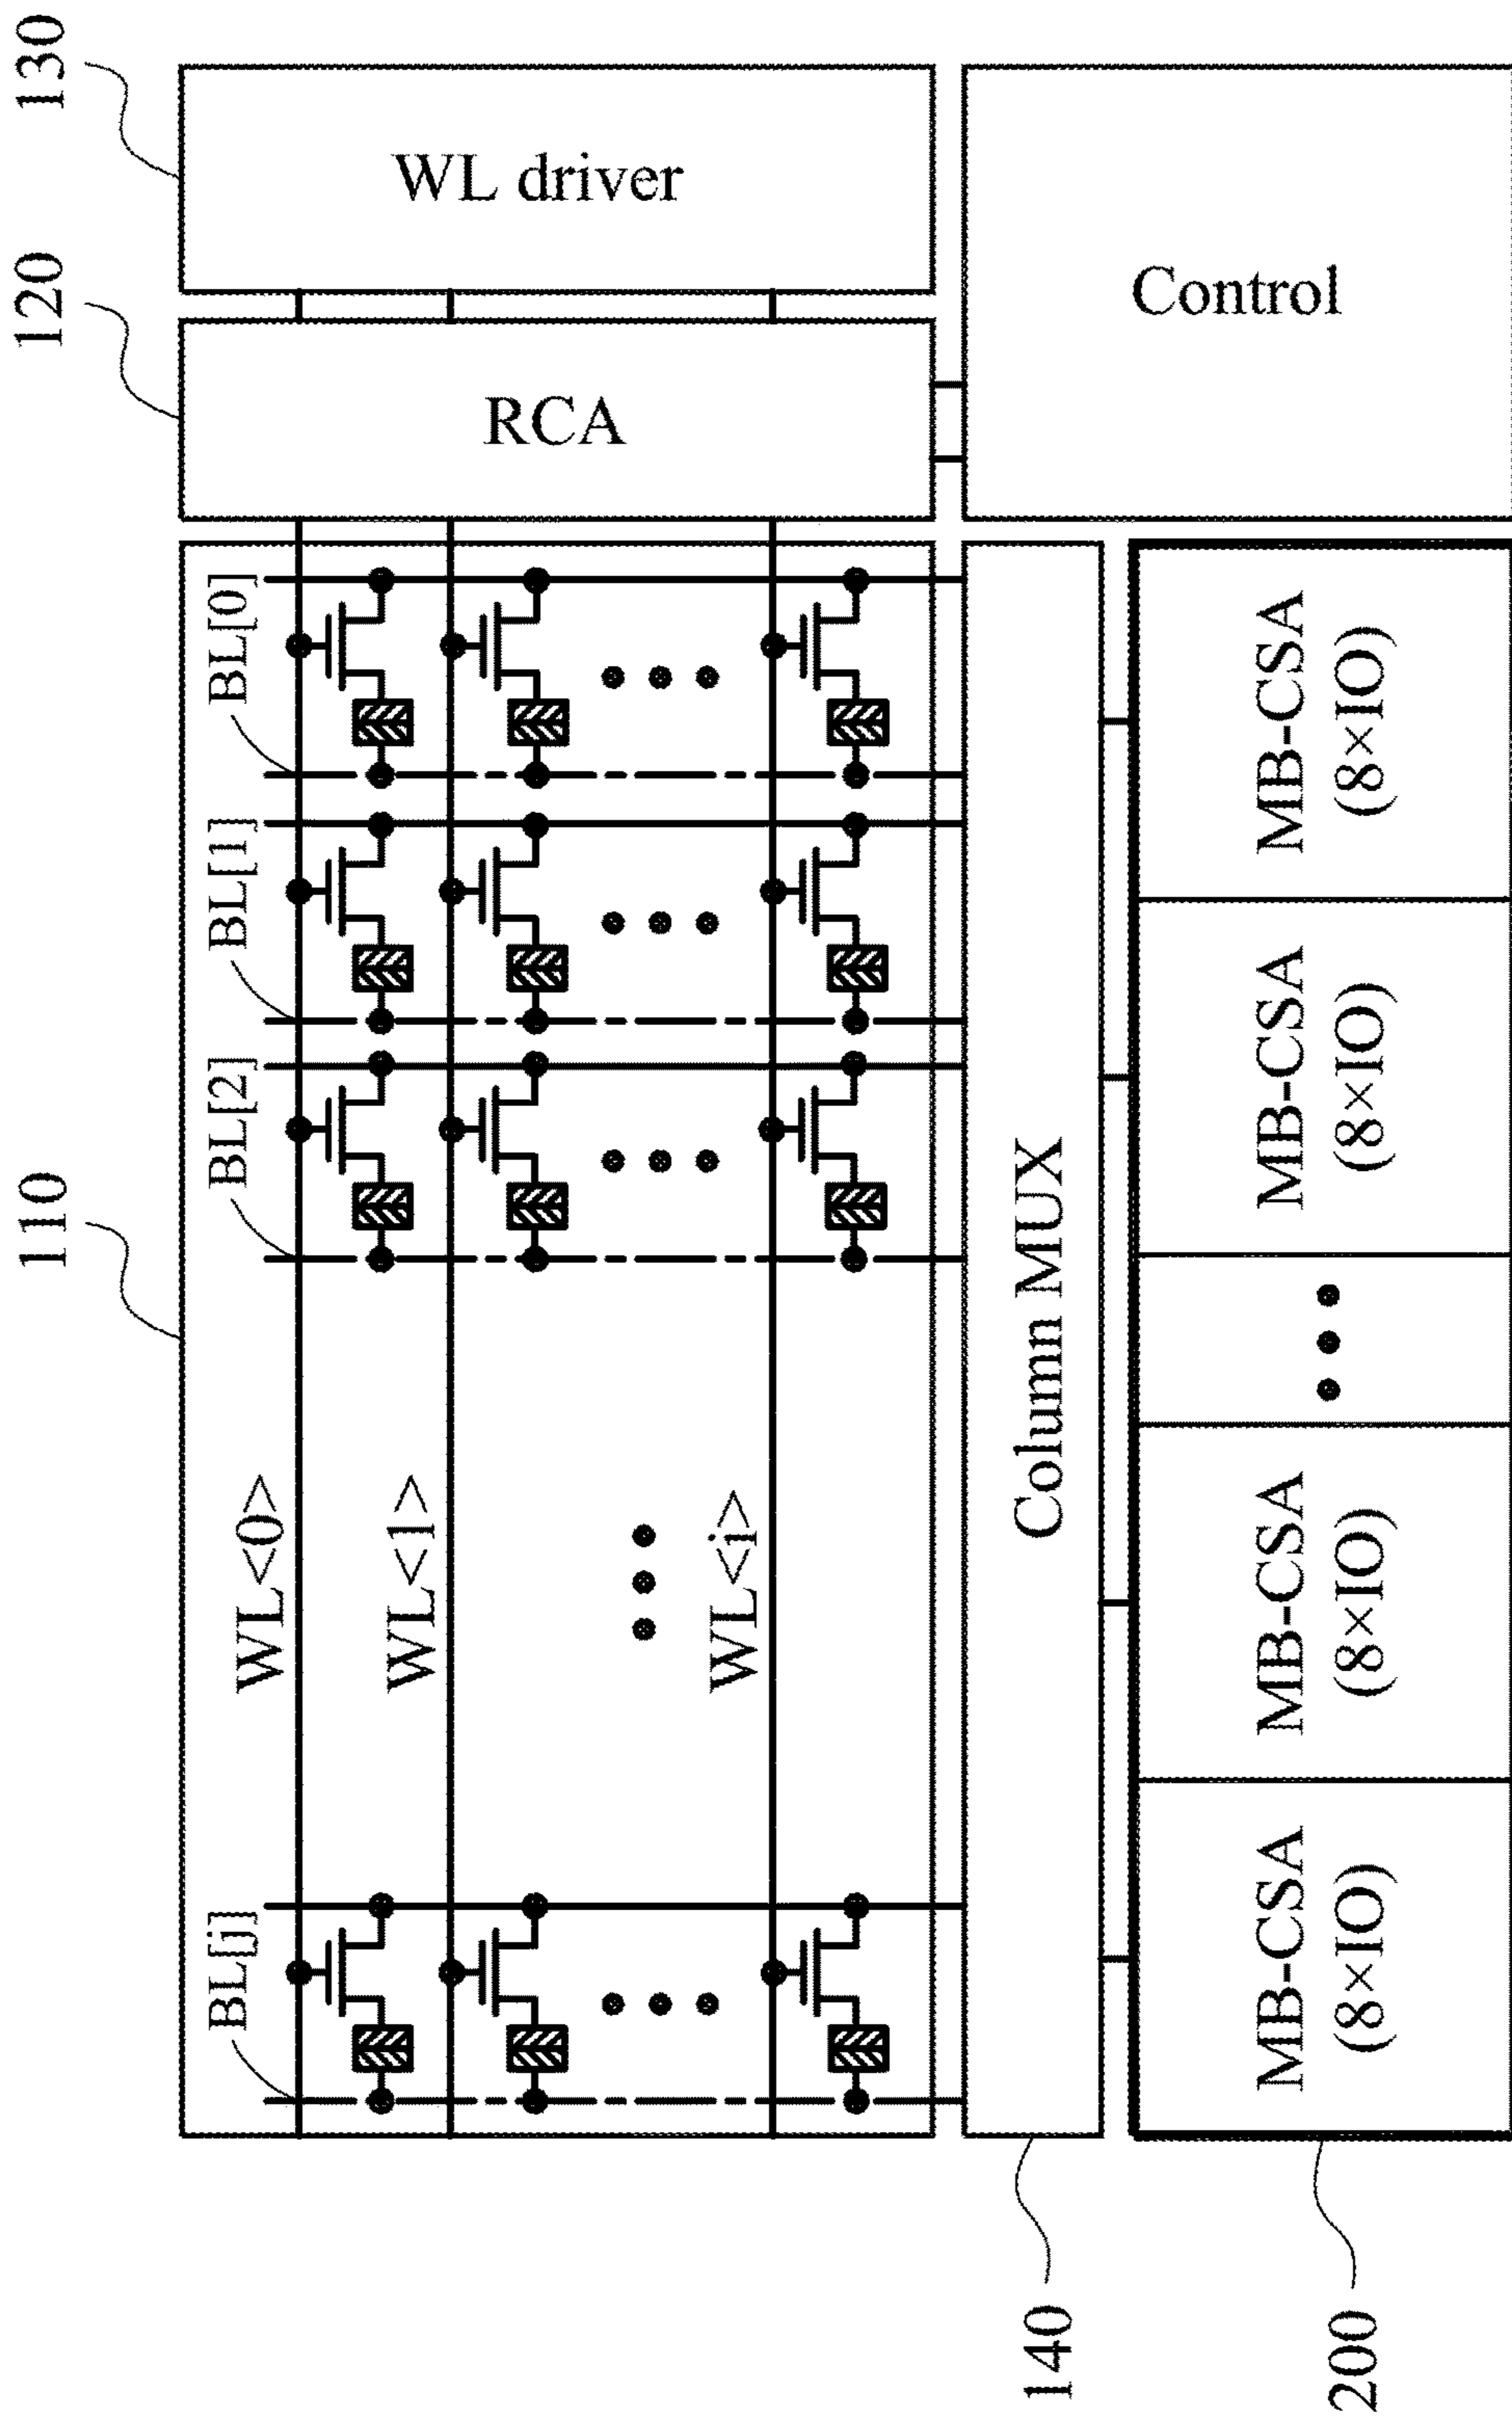 130
WL driver
120
RCA
Control
110
BL[0]
BL[1]
BL[2]
BL[j]
WL<0>
WL<1>
WL<i>
Column MUX
140
MB-CSA
(8×IO)
MB-CSA
(8×IO)
MB-CSA
(8×IO)
MB-CSA
(8×IO)
200